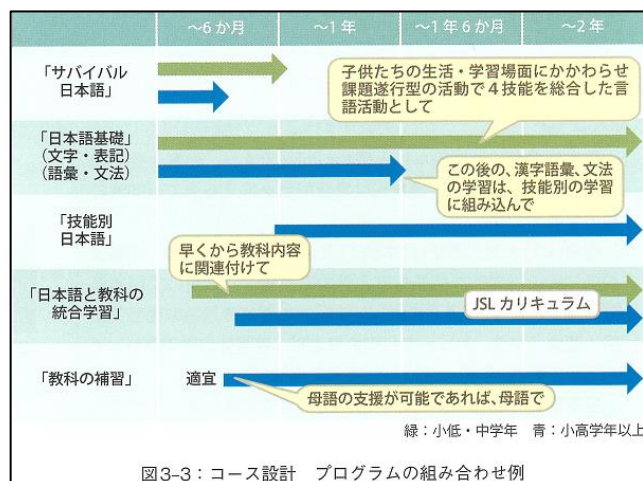 ～6か月 ～1年 ～1年6か月 ～2年
「サバイバル
日本語」
子供たちの生活・学習場面にかかわらせ
課題遂行型の活動で4技能を総合した言
語活動として
「日本語基礎」
（文字・表記）
（語彙・文法）
この後の、漢字語彙、文法
の学習は、技能別の学習
に組み込んで
「技能別
日本語」
早くから教科内容
に関連付けて
「日本語と教科の
統合学習」
JSLカリキュラム
「教科の補習」
適宜
母語の支援が可能であれば、母語で
緑：小低・中学年 青：小高学年以上
図3-3：コース設計 プログラムの組み合わせ例